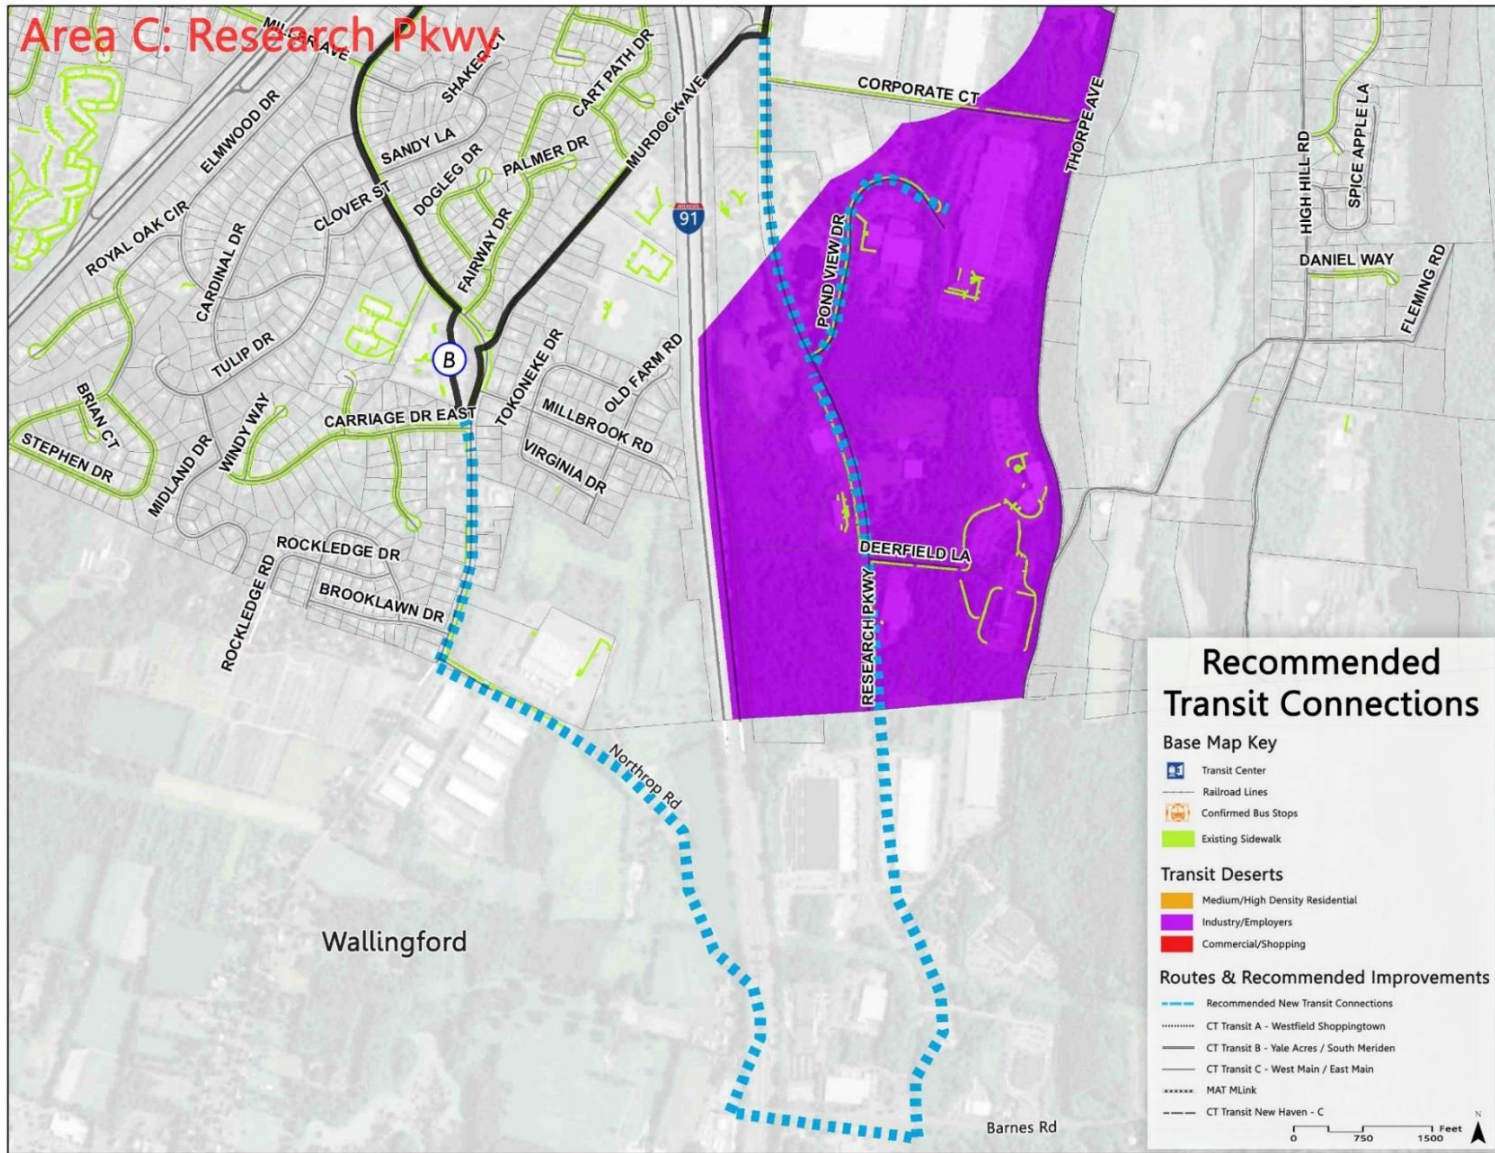 Area C: Research Pkwy
MILLER AVE
SHAKER CT
CART PATH DR
ELMWOOD DR
SANDY LA
DOGLEG DR
PALMER DR
MURDOCK AVE
CORPORATE CT
THORPE AVE
HIGH HILL RD
SPICE APPLE LA
ROYAL OAK CIR
CARDINAL DR
CLOVER ST
FAIRWAY DR
91
POND VIEW DR
DANIEL WAY
FLEMING RD
TULIP DR
B
TOKONEKE DR
OLD FARM RD
BRIAN CT
STEPHEN DR
MIDLAND DR
WINDY WAY
CARRIAGE DR EAST
MILLBROOK RD
VIRGINIA DR
ROCKLEDGE DR
ROCKLEDGE RD
BROOKLAWN DR
DEERFIELD LA
RESEARCH PKWY
Northrop Rd
Wallingford
Barnes Rd
Recommended
Transit Connections
Base Map Key
Transit Center
Railroad Lines
Confirmed Bus Stops
Existing Sidewalk
Transit Deserts
Medium/High Density Residential
Industry/Employers
Commercial/Shopping
Routes & Recommended Improvements
Recommended New Transit Connections
CT Transit A - Westfield Shoppingtown
CT Transit B - Yale Acres / South Meriden
CT Transit C - West Main / East Main
MAT MLink
CT Transit New Haven - C
N
Feet
0 750 1500